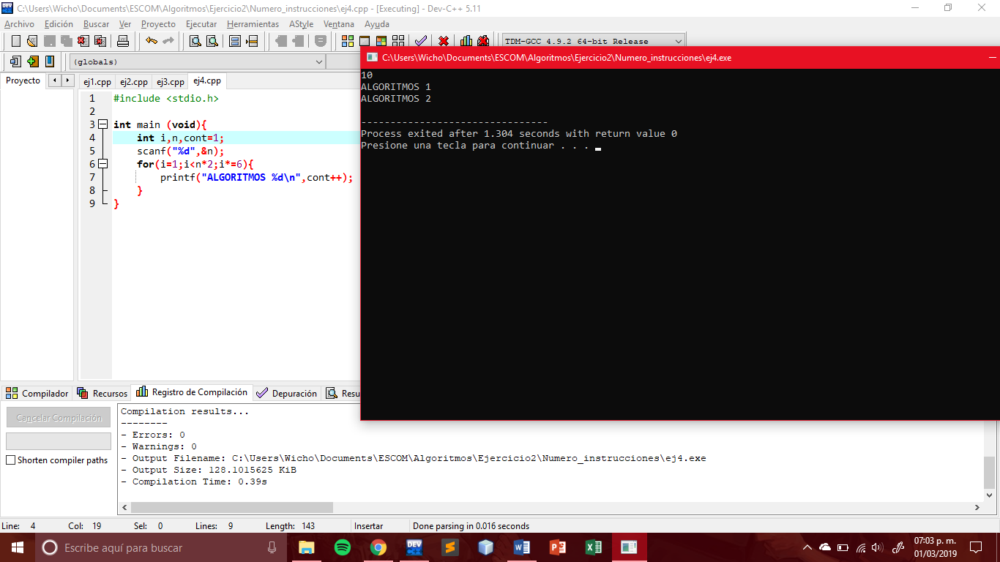 C:\Users\Wicho\Documents\ESCOM\Algoritmos\Ejercicio2\Numero_instrucciones\ej4.cpp - [Executing] - Dev-C++ 5.11
Archivo Edición Buscar Ver Proyecto Ejecutar Herramientas AStyle Ventana Ayuda
TDM-GCC 4.9.2 64-bit Release
(globals)
C:\Users\Wicho\Documents\ESCOM\Algoritmos\Ejercicio2\Numero_instrucciones\ej4.exe
10
ALGORITMOS 1
ALGORITMOS 2
--------------------------------
Process exited after 1.304 seconds with return value 0
Presione una tecla para continuar . . .
Proyecto
ej1.cpp ej2.cpp ej3.cpp ej4.cpp
1 #include <stdio.h>
2
3 int main (void){
4 int i,n,cont=1;
5 scanf("%d",&n);
6 for(i=1;i<n*2;i*=6){
7 printf("ALGORITMOS %d\n",cont++);
8 }
9 }
Compilador Recursos Registro de Compilación Depuración Resu
Cancelar Compilación
Shorten compiler paths
Compilation results...
--------
- Errors: 0
- Warnings: 0
- Output Filename: C:\Users\Wicho\Documents\ESCOM\Algoritmos\Ejercicio2\Numero_instrucciones\ej4.exe
- Output Size: 128.1015625 KiB
- Compilation Time: 0.39s
Line: 4 Col: 19 Sel: 0 Lines: 9 Length: 143 Insertar Done parsing in 0.016 seconds
Escribe aquí para buscar
DEV
07:03 p. m.
01/03/2019